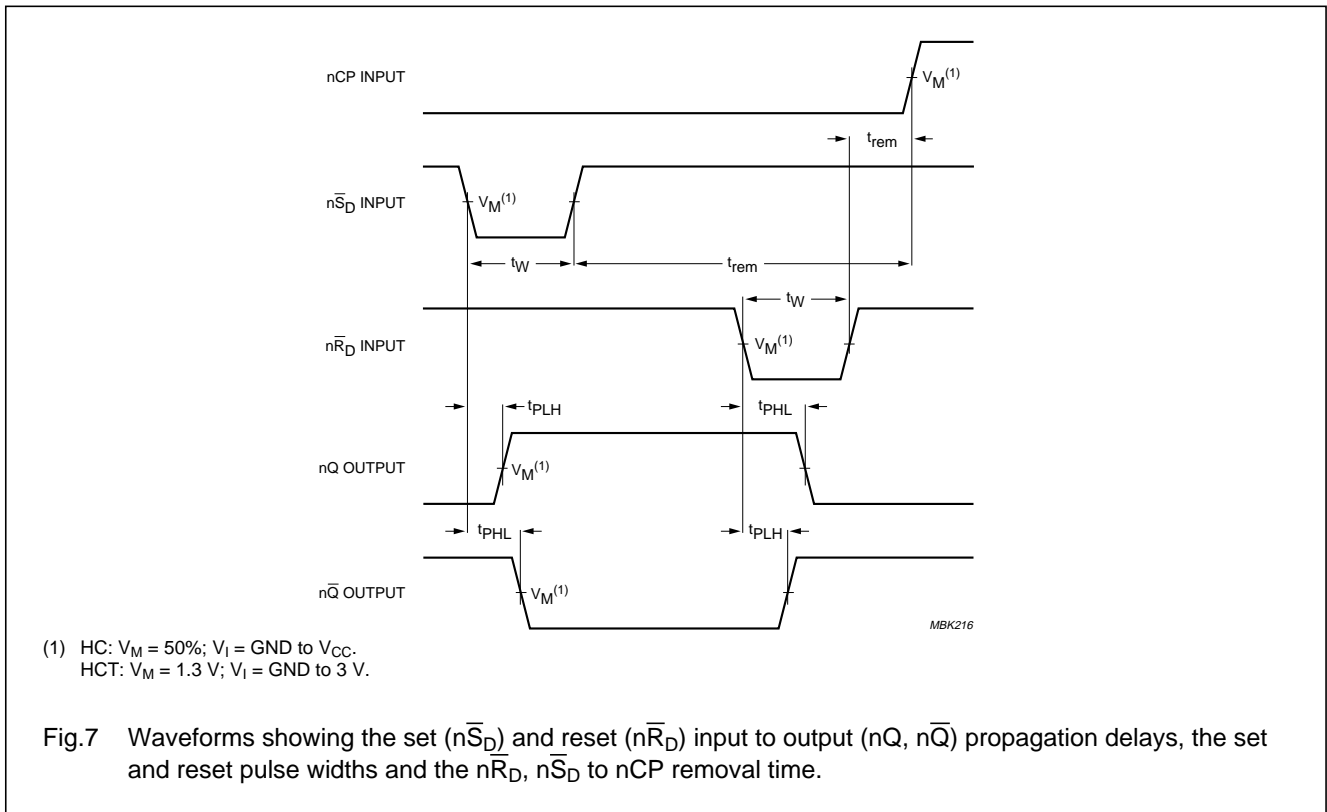 nCP INPUT
V_M(1)
t_rem
nS̅_D INPUT
V_M(1)
t_W
t_rem
t_W
nR̅_D INPUT
V_M(1)
t_PLH
t_PHL
nQ OUTPUT
V_M(1)
t_PHL
t_PLH
nQ̅ OUTPUT
V_M(1)
MBK216
(1) HC: V_M = 50%; V_I = GND to V_CC.
HCT: V_M = 1.3 V; V_I = GND to 3 V.
Fig.7 Waveforms showing the set (nS̅_D) and reset (nR̅_D) input to output (nQ, nQ̅) propagation delays, the set
and reset pulse widths and the nR̅_D, nS̅_D to nCP removal time.